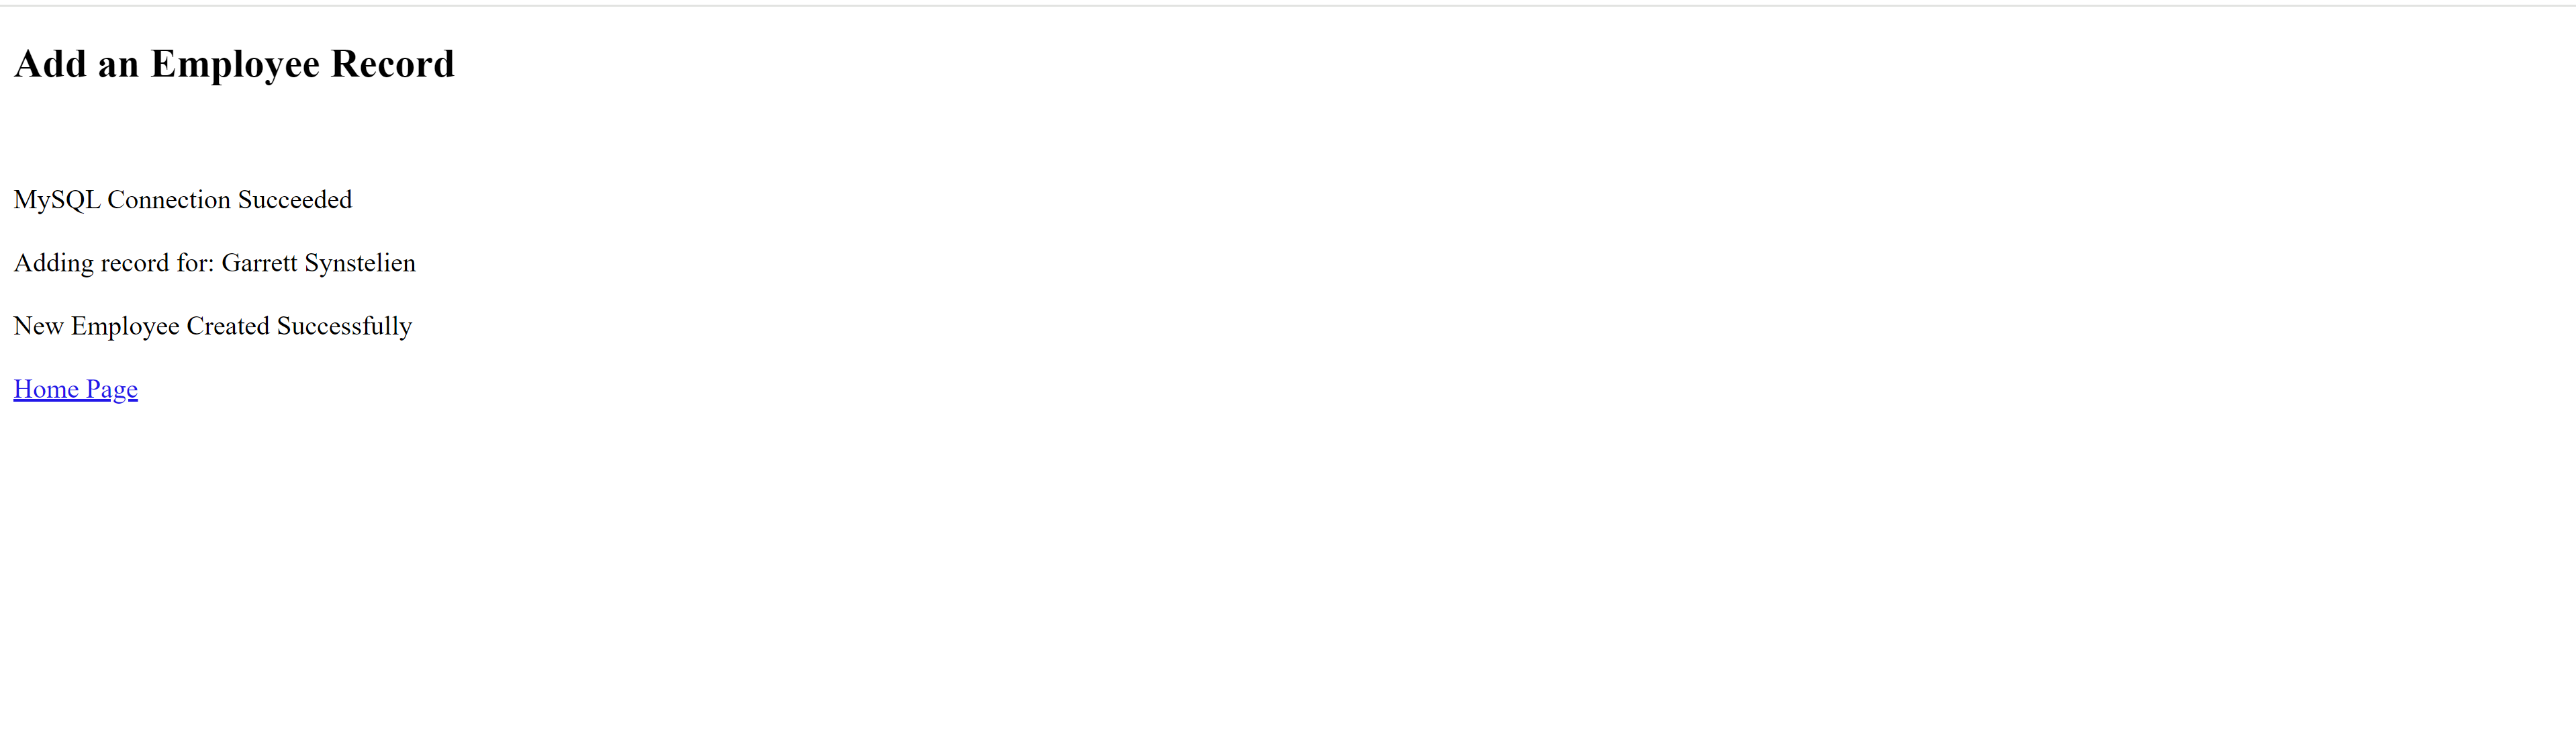 Add an Employee Record
MySQL Connection Succeeded
Adding record for: Garrett Synstelien
New Employee Created Successfully
Home Page